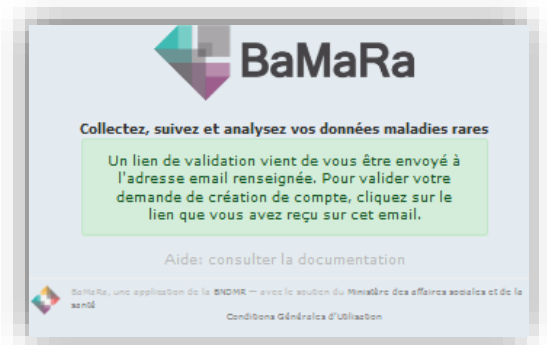 BaMaRa
Collectez, suivez et analysez vos données maladies rares
Un lien de validation vient de vous être envoyé à
l'adresse email renseignée. Pour valider votre
demande de création de compte, cliquez sur le
lien que vous avez reçu sur cet email.
Aide: consulter la documentation
BaMaRa, une application de la BNDMR — avec le soutien du Ministère des affaires sociales et de la
santé
Conditions Générales d'Utilisation